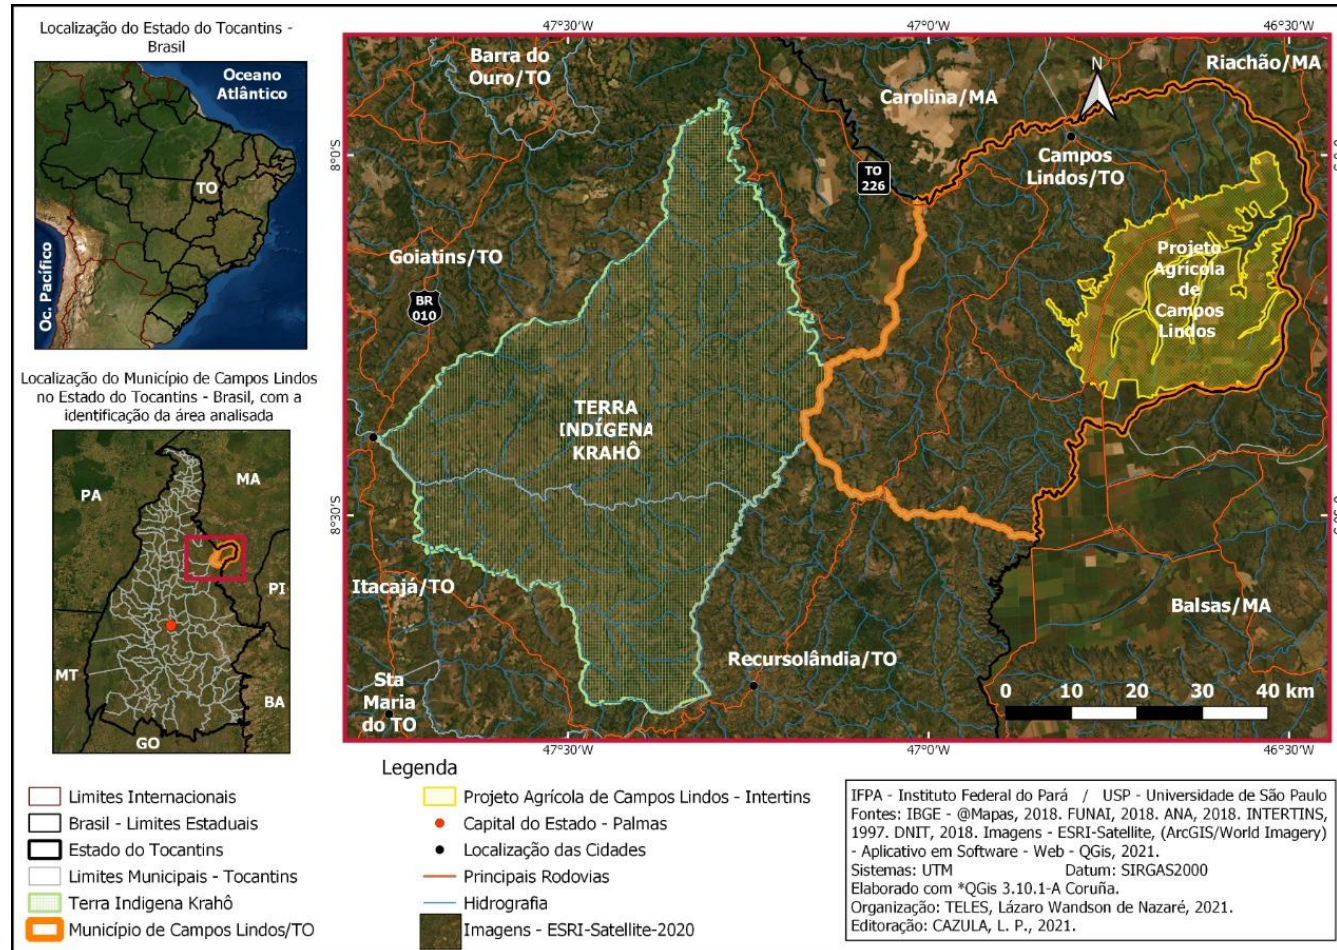 Localização do Estado do Tocantins -
Brasil
Oceano
Atlântico
TO
Oc. Pacífico
Localização do Município de Campos Lindos
no Estado do Tocantins - Brasil, com a
identificação da área analisada
PA
MA
PI
MT
BA
GO
47°30'W
47°0'W
46°30'W
Barra do
Ouro/TO
Riachão/MA
N
Carolina/MA
8°0'S
Campos
Lindos/TO
TO
226
Goiatins/TO
Projeto
Agrícola
de
Campos
Lindos
BR
010
TERRA
INDÍGENA
KRAHÔ
8°30'S
Itacajá/TO
Balsas/MA
Recursolândia/TO
Sta
Maria
do TO
0 10 20 30 40 km
47°30'W
47°0'W
46°30'W
Legenda
Limites Internacionais
Brasil - Limites Estaduais
Estado do Tocantins
Limites Municipais - Tocantins
Terra Indigena Krahô
Município de Campos Lindos/TO
Projeto Agrícola de Campos Lindos - Intertins
Capital do Estado - Palmas
Localização das Cidades
Principais Rodovias
Hidrografia
Imagens - ESRI-Satellite-2020
IFPA - Instituto Federal do Pará / USP - Universidade de São Paulo
Fontes: IBGE - @Mapas, 2018. FUNAI, 2018. ANA, 2018. INTERTINS,
1997. DNIT, 2018. Imagens - ESRI-Satellite, (ArcGIS/World Imagery)
- Aplicativo em Software - Web - QGis, 2021.
Sistemas: UTM Datum: SIRGAS2000
Elaborado com *QGis 3.10.1-A Coruña.
Organização: TELES, Lázaro Wandson de Nazaré, 2021.
Editoração: CAZULA, L. P., 2021.